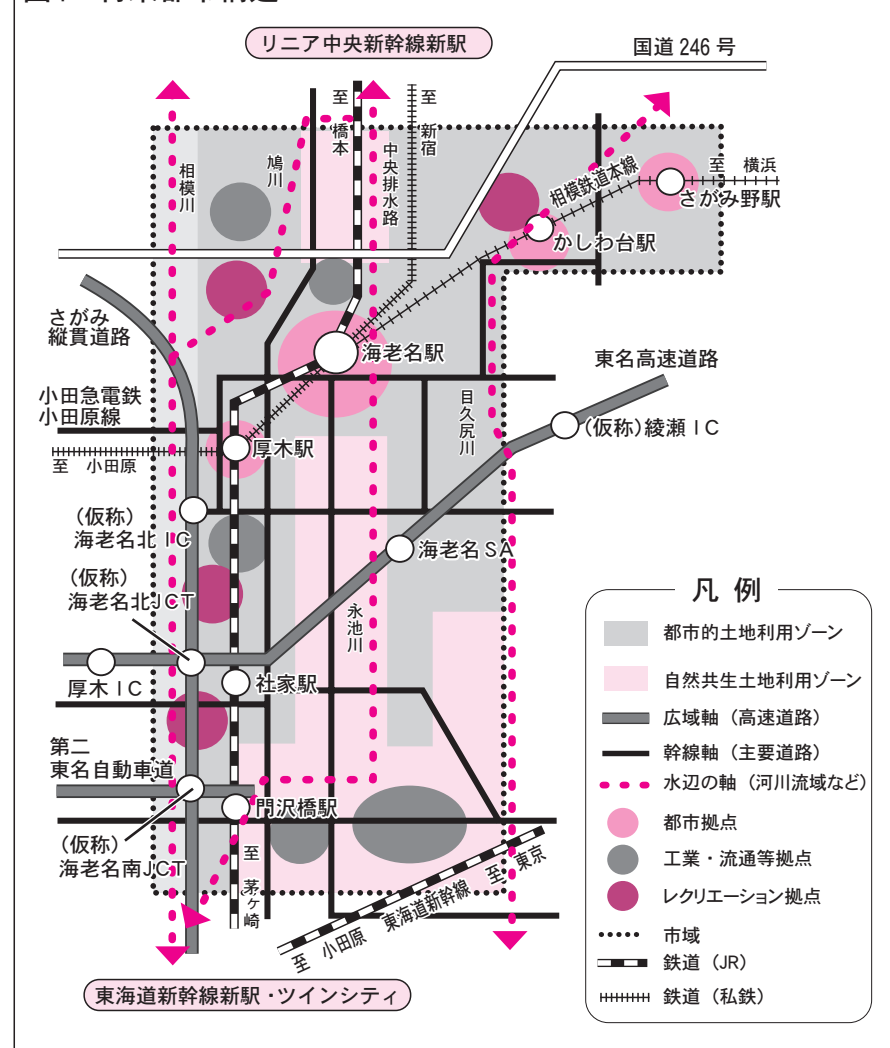 リニア中央新幹線新駅
国道246号
至 橋本
至 新宿
相模川
鳩川
中央排水路
相模鉄道本線
至 横浜
さがみ野駅
かしわ台駅
さがみ
縦貫道路
海老名駅
東名高速道路
小田急電鉄
小田原線
目久尻川
(仮称)綾瀬IC
厚木駅
至 小田原
(仮称)
海老名北IC
海老名SA
(仮称)
海老名北JCT
永池川
厚木IC
社家駅
第二
東名自動車道
門沢橋駅
(仮称)
海老名南JCT
至 茅ヶ崎
至 小田原 東海道新幹線 至 東京
東海道新幹線新駅・ツインシティ
凡 例
都市的土地利用ゾーン
自然共生土地利用ゾーン
広域軸(高速道路)
幹線軸(主要道路)
水辺の軸(河川流域など)
都市拠点
工業・流通等拠点
レクリエーション拠点
市域
鉄道(JR)
鉄道(私鉄)